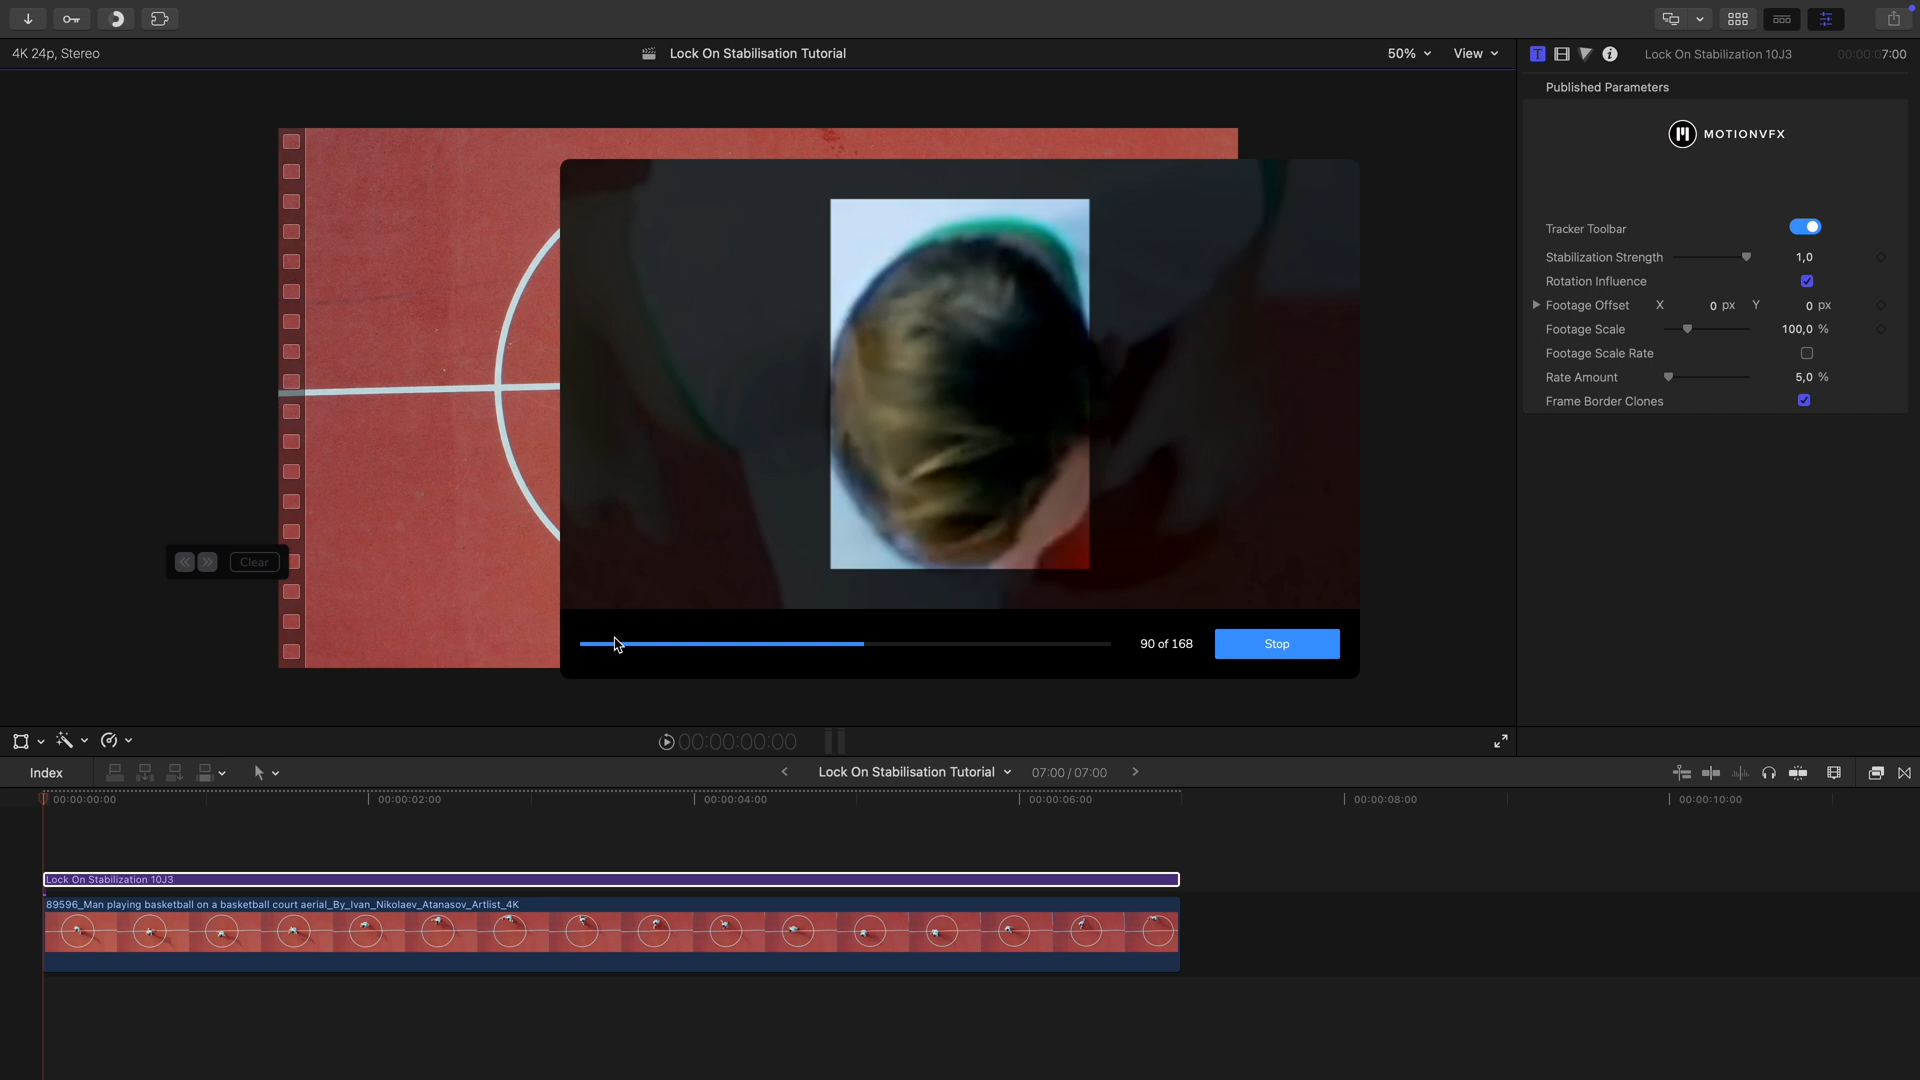 4K 24p, Stereo
Lock On Stabilisation Tutorial
50%
View
Lock On Stabilization 10J3
00:00:07:00
Published Parameters
MOTIONVFX
Tracker Toolbar
Stabilization Strength 1,0
Rotation Influence
Footage Offset X 0 px Y 0 px
Footage Scale 100,0 %
Footage Scale Rate
Rate Amount 5,0 %
Frame Border Clones
Clear
90 of 168
Stop
00:00:00:00
Index
Lock On Stabilisation Tutorial
07:00 / 07:00
00:00:00:00
00:00:02:00
00:00:04:00
00:00:06:00
00:00:08:00
00:00:10:00
Lock On Stabilization 10J3
89596_Man playing basketball on a basketball court aerial_By_Ivan_Nikolaev_Atanasov_Artlist_4K